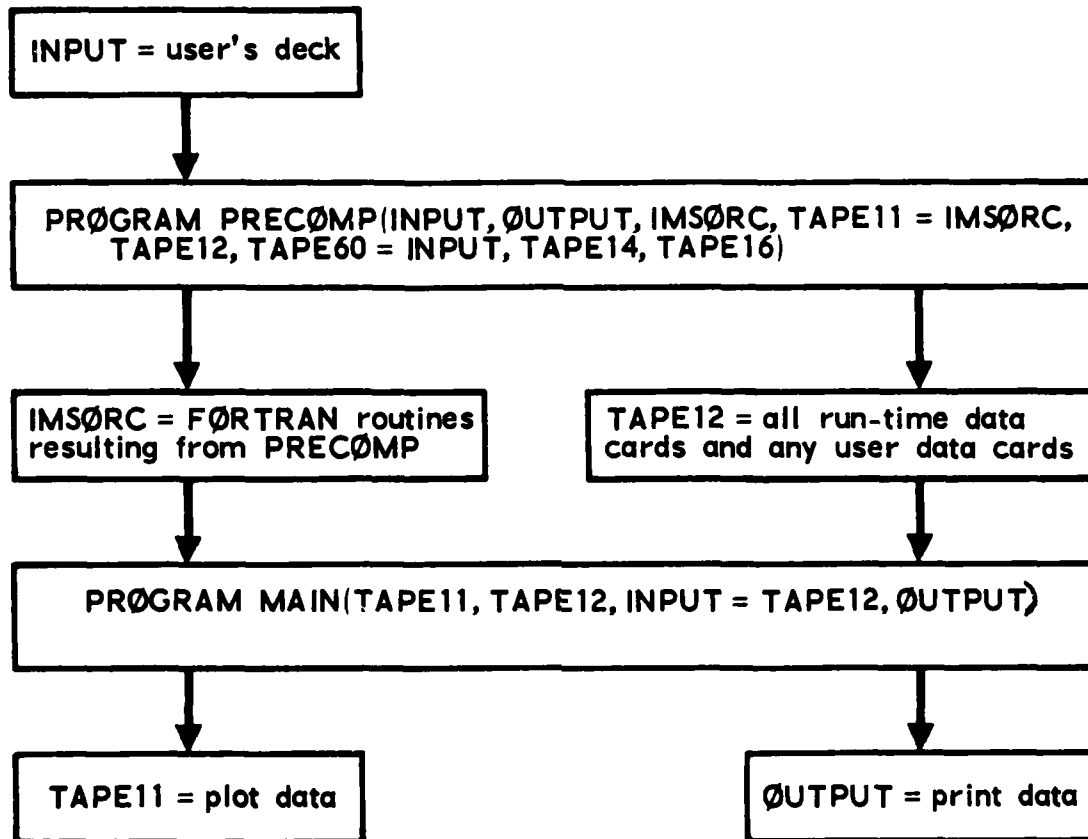 INPUT = user's deck
PRØGRAM PRECØMP(INPUT, ØUTPUT, IMSØRC, TAPE11 = IMSØRC,
TAPE12, TAPE60 = INPUT, TAPE14, TAPE16)
IMSØRC = FØRTRAN routines
resulting from PRECØMP
TAPE12 = all run-time data
cards and any user data cards
PRØGRAM MAIN(TAPE11, TAPE12, INPUT = TAPE12, ØUTPUT)
TAPE11 = plot data
ØUTPUT = print data